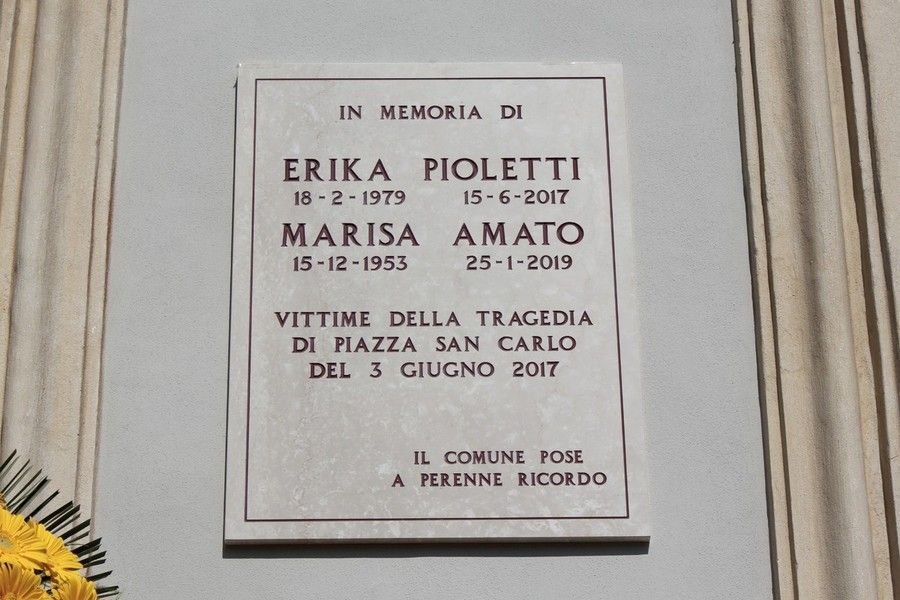 IN MEMORIA DI
ERIKA PIOLETTI
18-2-1979 15-6-2017
MARISA AMATO
15-12-1953 25-1-2019
VITTIME DELLA TRAGEDIA
DI PIAZZA SAN CARLO
DEL 3 GIUGNO 2017
IL COMUNE POSE
A PERENNE RICORDO